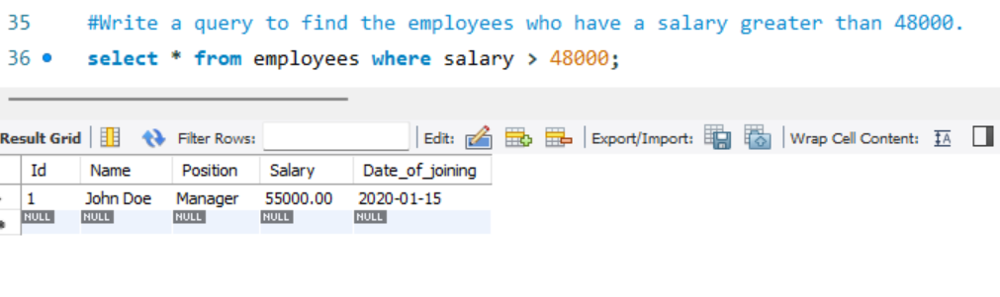 35 #Write a query to find the employees who have a salary greater than 48000.
36 select * from employees where salary > 48000;
Result Grid Filter Rows: Edit: Export/Import: Wrap Cell Content: IA
Id Name Position Salary Date_of_joining
1 John Doe Manager 55000.00 2020-01-15
NULL NULL NULL NULL NULL